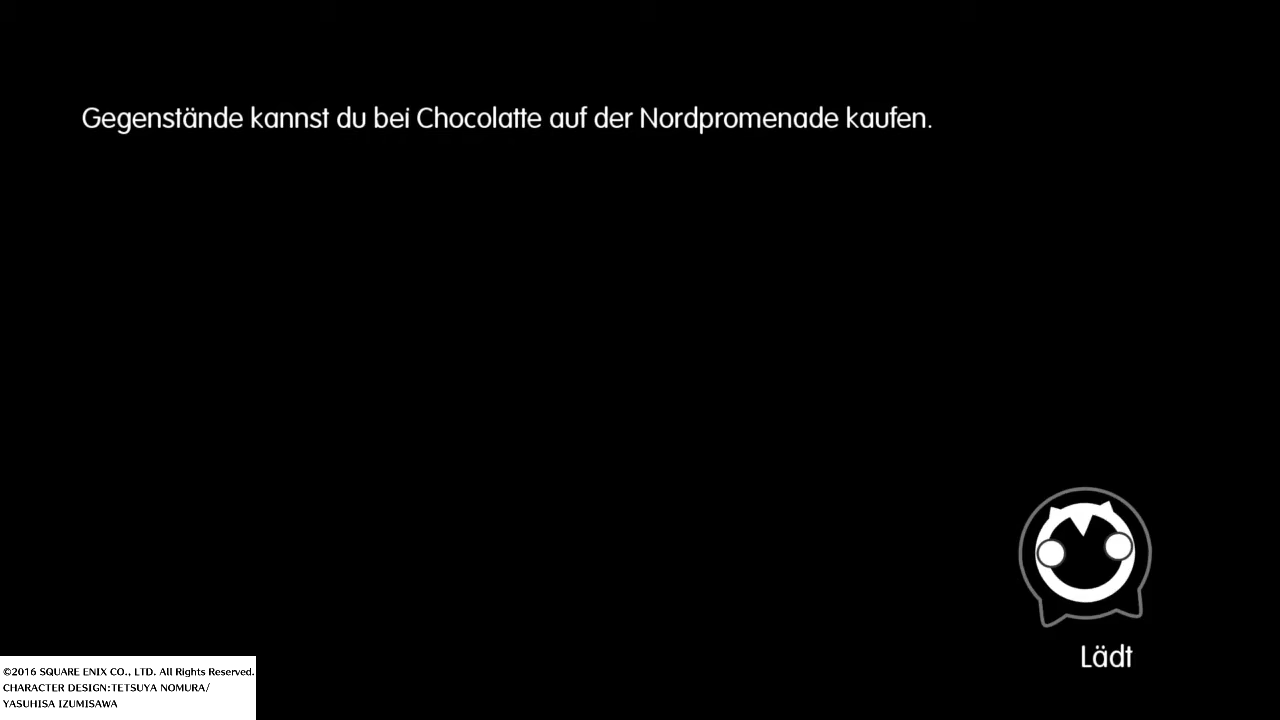 Gegenstände kannst du bei Chocolatte auf der Nordpromenade kaufen.
Lädt
©2016 SQUARE ENIX CO., LTD. All Rights Reserved.
CHARACTER DESIGN:TETSUYA NOMURA/
YASUHISA IZUMISAWA